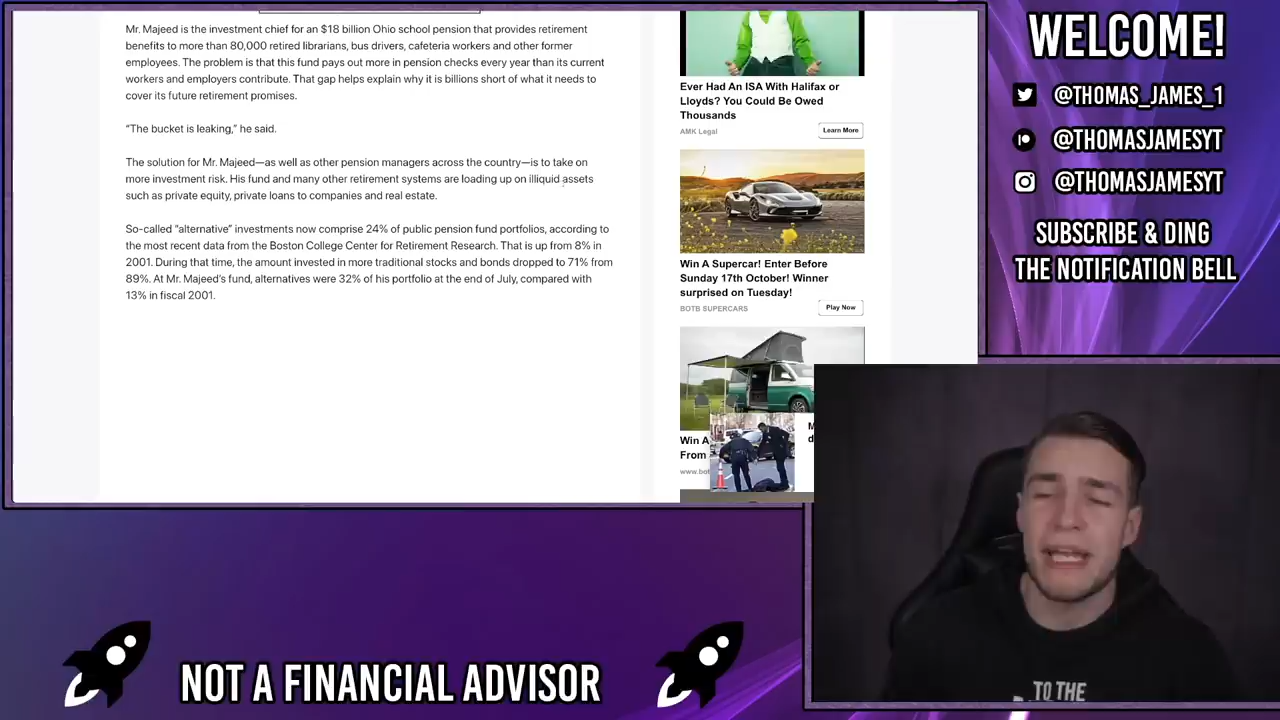 Mr. Majeed is the investment chief for an $18 billion Ohio school pension that provides retirement
benefits to more than 80,000 retired librarians, bus drivers, cafeteria workers and other former
employees. The problem is that this fund pays out more in pension checks every year than its current
workers and employers contribute. That gap helps explain why it is billions short of what it needs to
cover its future retirement promises.
“The bucket is leaking,” he said.
The solution for Mr. Majeed—as well as other pension managers across the country—is to take on
more investment risk. His fund and many other retirement systems are loading up on illiquid assets
such as private equity, private loans to companies and real estate.
So-called “alternative” investments now comprise 24% of public pension fund portfolios, according to
the most recent data from the Boston College Center for Retirement Research. That is up from 8% in
2001. During that time, the amount invested in more traditional stocks and bonds dropped to 71% from
89%. At Mr. Majeed’s fund, alternatives were 32% of his portfolio at the end of July, compared with
13% in fiscal 2001.
Ever Had An ISA With Halifax or
Lloyds? You Could Be Owed
Thousands
AMK Legal
Learn More
Win A Supercar! Enter Before
Sunday 17th October! Winner
surprised on Tuesday!
BOTB SUPERCARS
Play Now
Win A
From
www.bot
M
d
WELCOME!
@THOMAS_JAMES_1
@THOMASJAMESYT
@THOMASJAMESYT
SUBSCRIBE & DING
THE NOTIFICATION BELL
TO THE
NOT A FINANCIAL ADVISOR